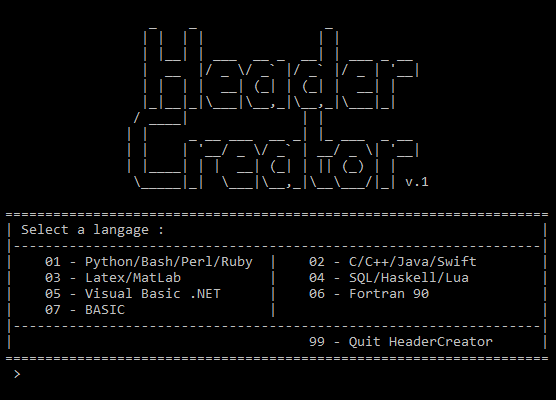 Header
Creator v.1
Select a langage :
01 - Python/Bash/Perl/Ruby 02 - C/C++/Java/Swift
03 - Latex/MatLab 04 - SQL/Haskell/Lua
05 - Visual Basic .NET 06 - Fortran 90
07 - BASIC
99 - Quit HeaderCreator
>